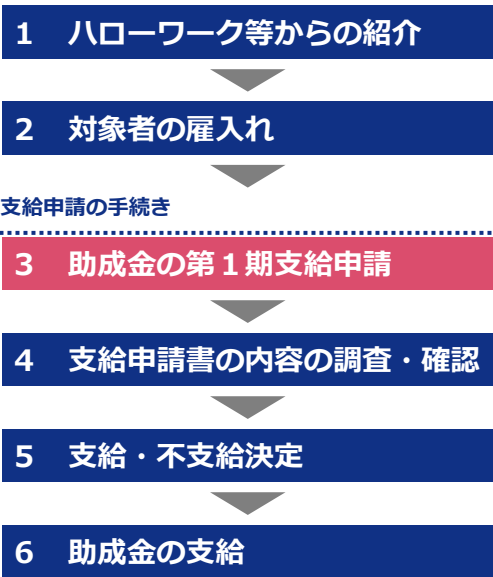 1 ハローワーク等からの紹介
2 対象者の雇入れ
支給申請の手続き
3 助成金の第１期支給申請
4 支給申請書の内容の調査・確認
5 支給・不支給決定
6 助成金の支給